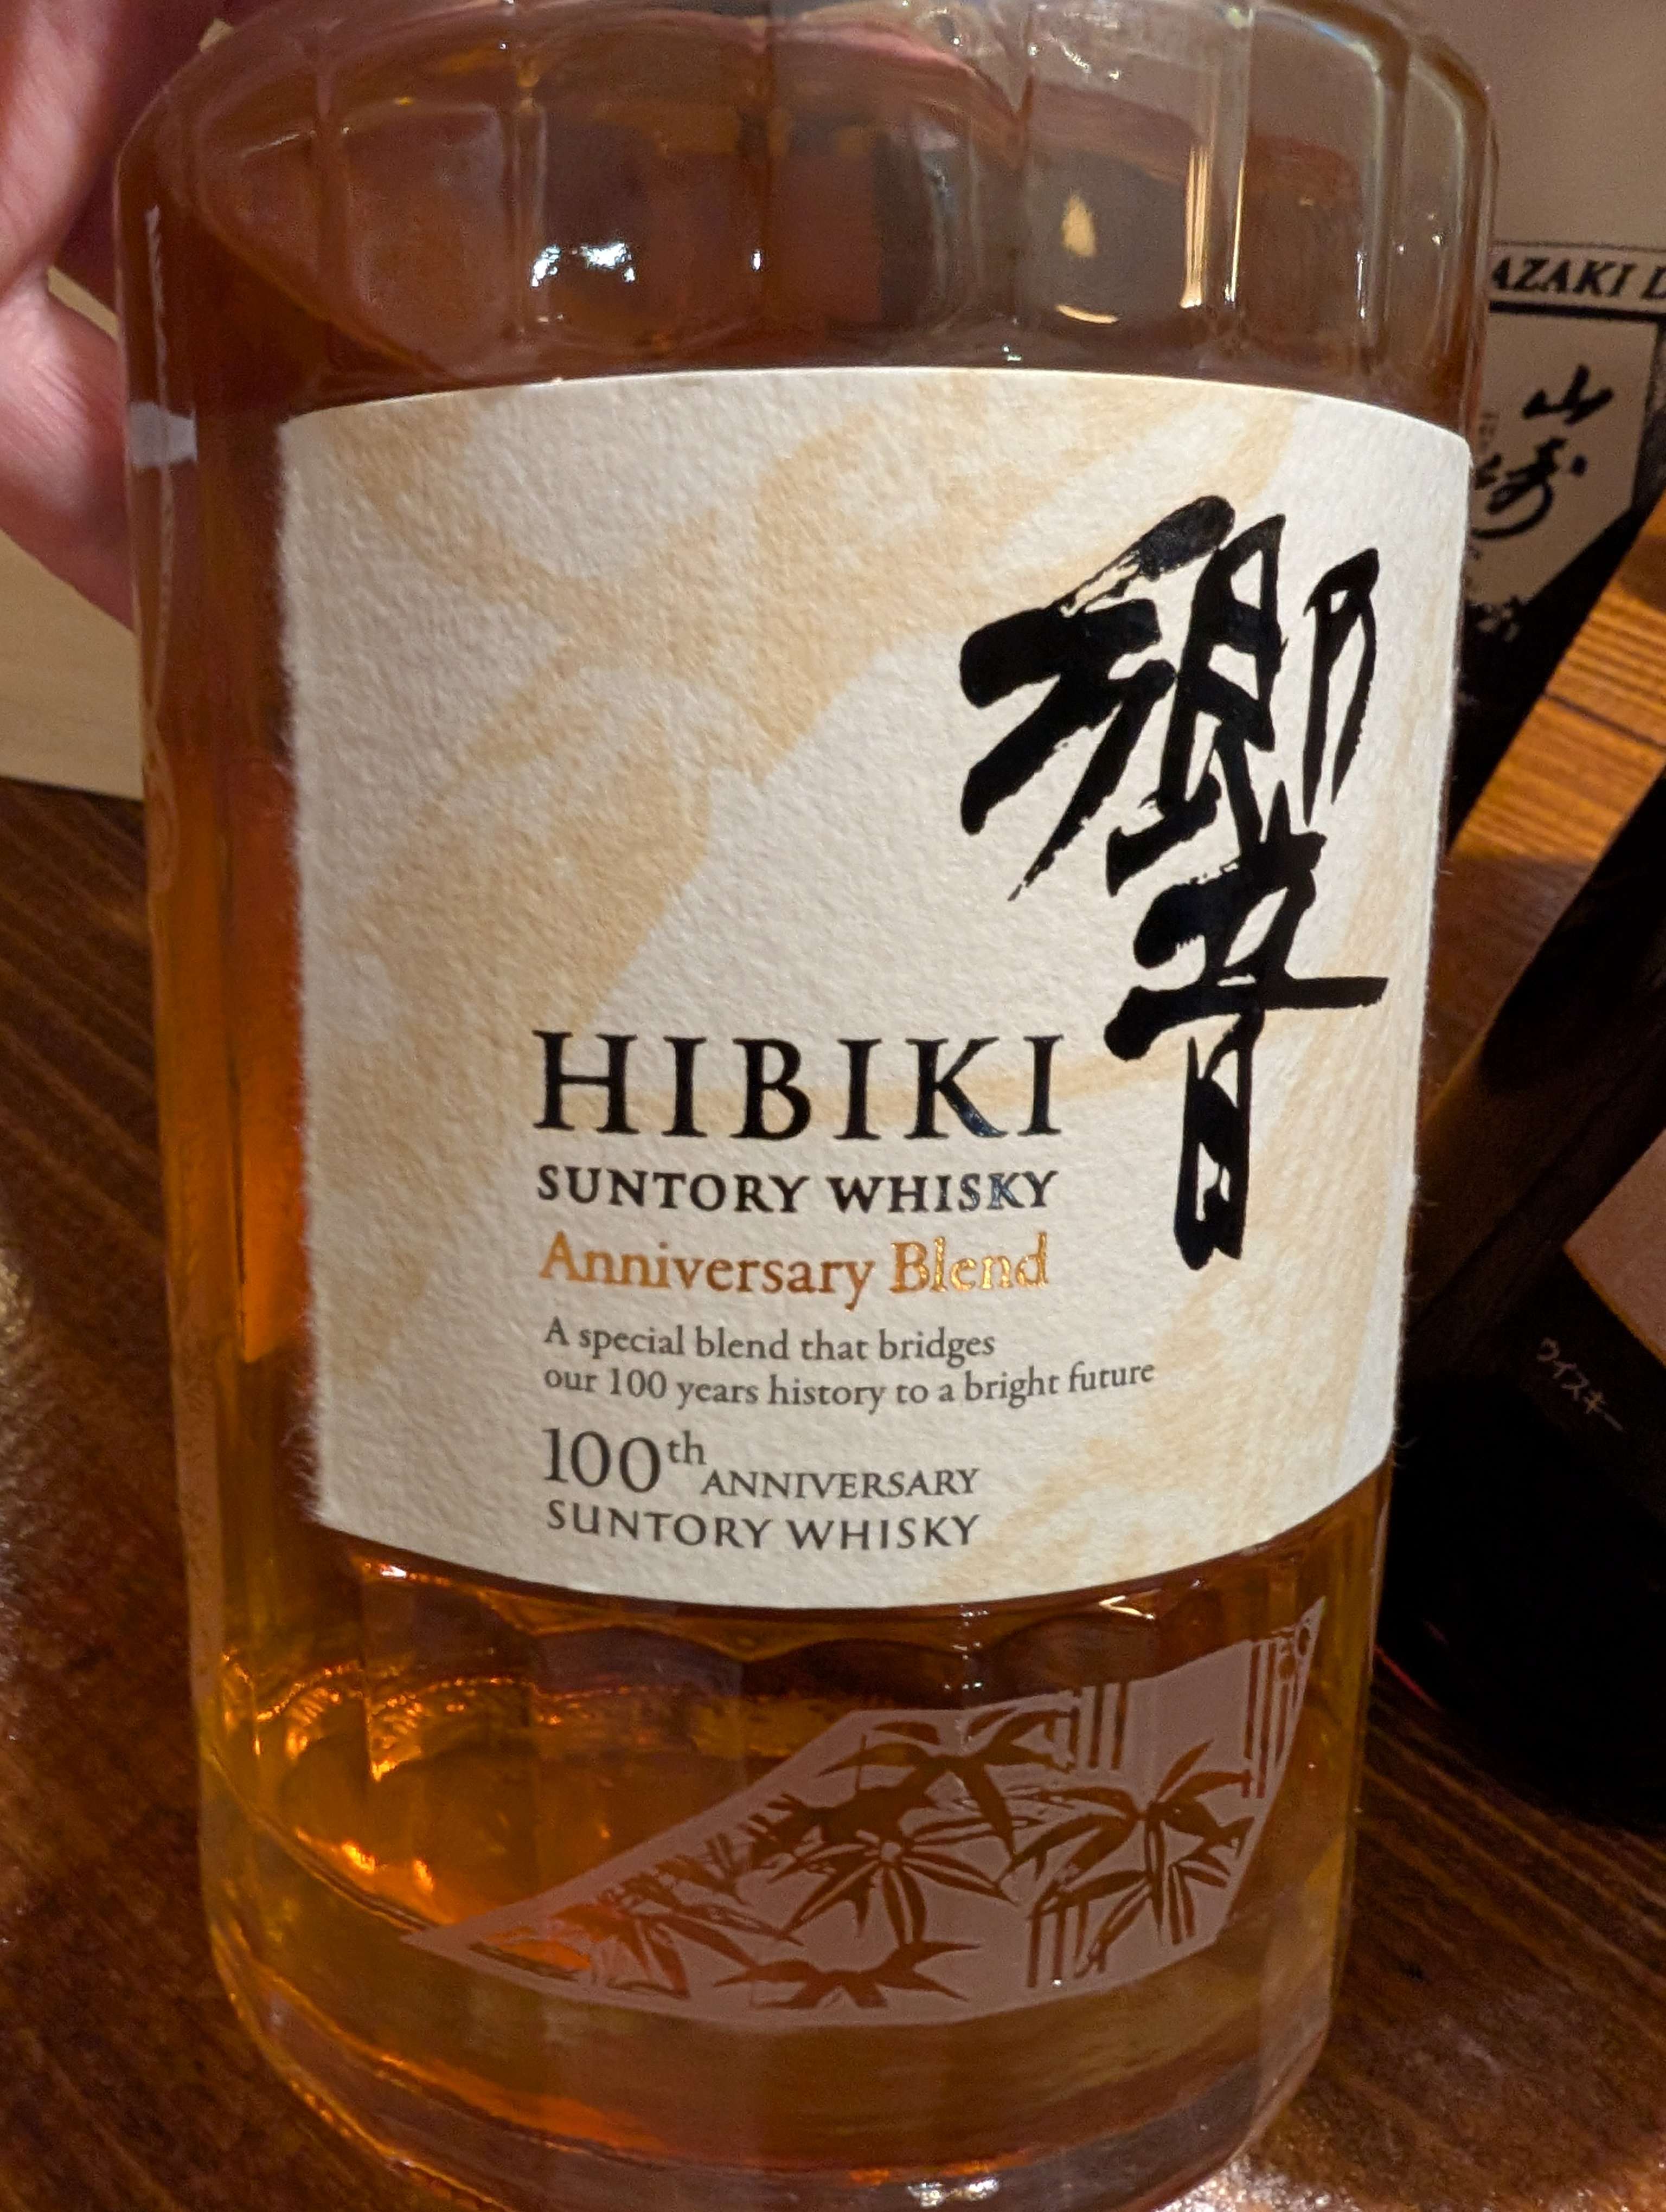 響
HIBIKI
SUNTORY WHISKY
Anniversary Blend
A special blend that bridges
our 100 years history to a bright future
100th ANNIVERSARY
SUNTORY WHISKY
AZAKI
山
ウイスキー